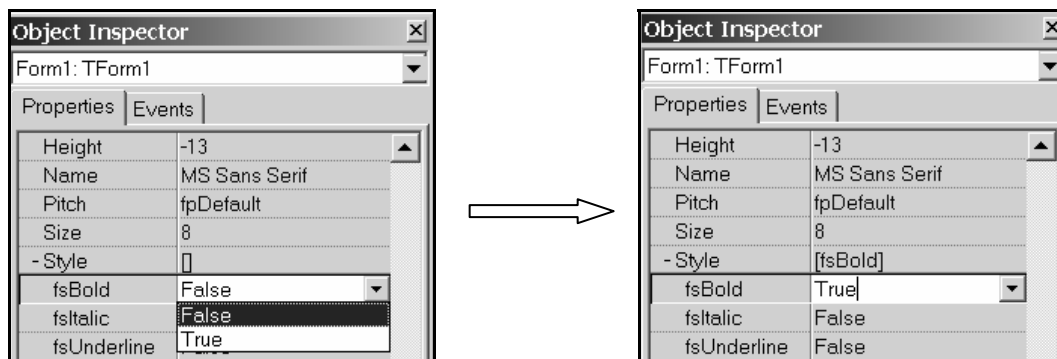 Object Inspector
Form1: TForm1
Properties Events
Height -13
Name MS Sans Serif
Pitch fpDefault
Size 8
- Style []
fsBold False
fsItalic False
fsUnderline True
Object Inspector
Form1: TForm1
Properties Events
Height -13
Name MS Sans Serif
Pitch fpDefault
Size 8
- Style [fsBold]
fsBold True
fsItalic False
fsUnderline False